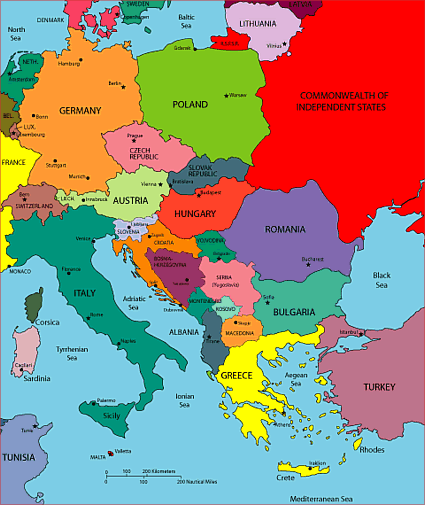 SWEDEN
LATVIA
DENMARK
Copenhagen
Baltic
Sea
LITHUANIA
Vilnius
North
Sea
Gdansk
RUSSIA
NETH.
Amsterdam
Hamburg
Berlin
Warsaw
POLAND
COMMONWEALTH OF
INDEPENDENT STATES
GERMANY
Bonn
BEL.
LUX.
Luxembourg
Prague
CZECH
REPUBLIC
FRANCE
Stuttgart
Munich
SLOVAK
REPUBLIC
Bratislava
Vienna
Budapest
AUSTRIA
Bern
SWITZERLAND
LIECH.
Innsbruck
HUNGARY
SLOVENIA
Zagreb
CROATIA
ROMANIA
Bucharest
Venice
VOJVODINA
Belgrade
BOSNIA-
HERZEGOVINA
Sarajevo
SERBIA
(Yugoslavia)
Black
Sea
MONACO
Florence
ITALY
Adriatic
Sea
Dubrovnik
MONTENEGRO
KOSOVO
Sofia
BULGARIA
Corsica
Rome
Skopje
MACEDONIA
ALBANIA
Tirane
Istanbul
Tyrrhenian
Sea
Naples
Cagliari
Sardinia
GREECE
Aegean
Sea
TURKEY
Athens
Ionian
Sea
Palermo
Sicily
Tunis
TUNISIA
MALTA
Valletta
Rhodes
Iraklion
Crete
0 100 200 Kilometers
0 100 200 Nautical Miles
Mediterranean Sea